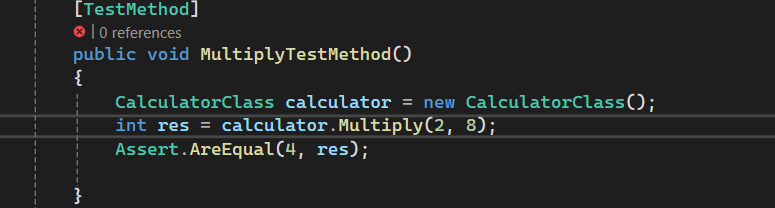 [TestMethod]
0 references
public void MultiplyTestMethod()
{
CalculatorClass calculator = new CalculatorClass();
int res = calculator.Multiply(2, 8);
Assert.AreEqual(4, res);
}